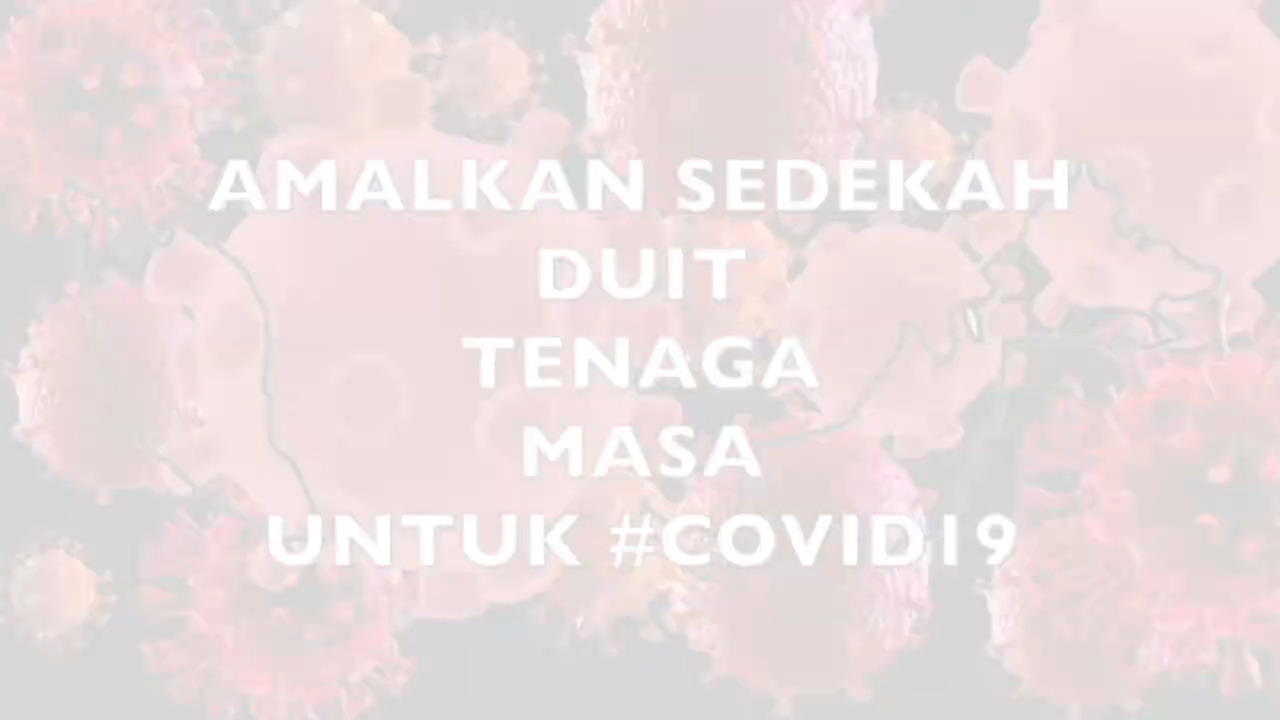 AMALKAN SEDEKAH
DUIT
TENAGA
MASA
UNTUK #COVID19